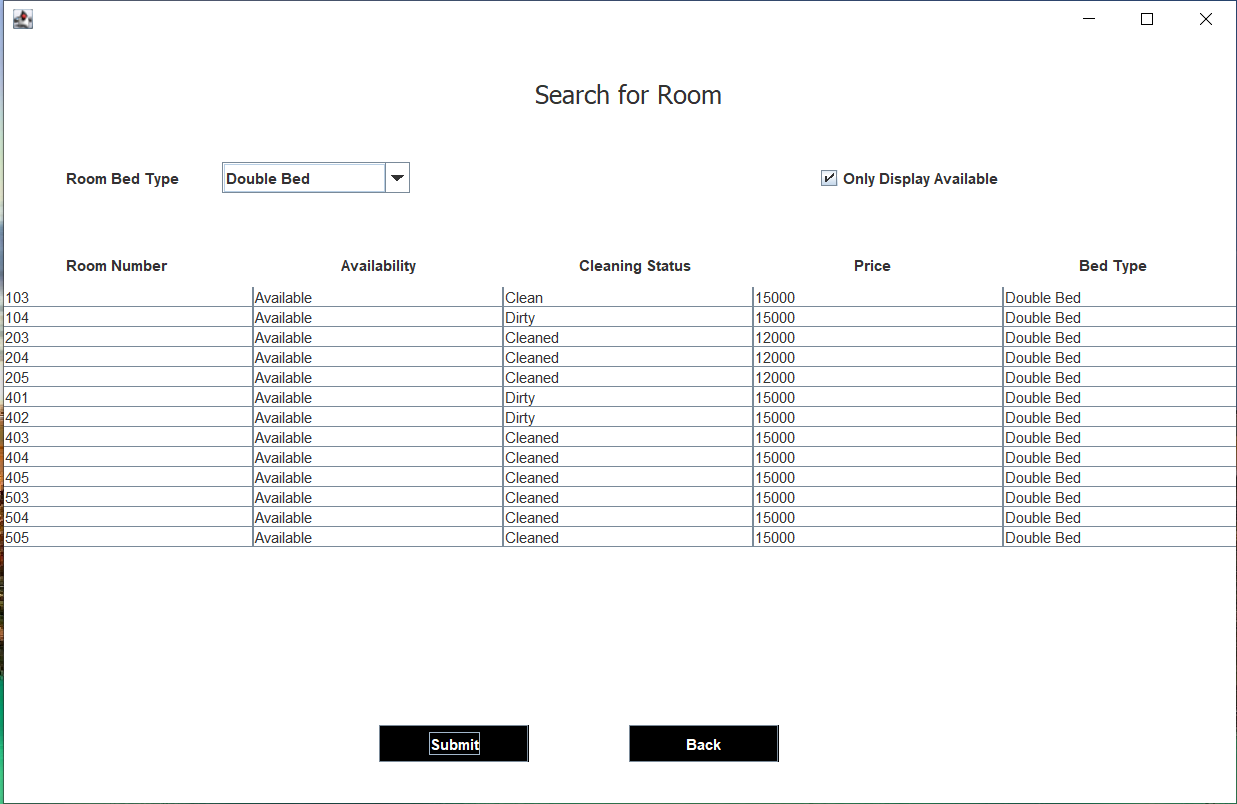 Search for Room
Room Bed Type Double Bed Only Display Available
Room Number Availability Cleaning Status Price Bed Type
103 Available Clean 15000 Double Bed
104 Available Dirty 15000 Double Bed
203 Available Cleaned 12000 Double Bed
204 Available Cleaned 12000 Double Bed
205 Available Cleaned 12000 Double Bed
401 Available Dirty 15000 Double Bed
402 Available Dirty 15000 Double Bed
403 Available Cleaned 15000 Double Bed
404 Available Cleaned 15000 Double Bed
405 Available Cleaned 15000 Double Bed
503 Available Cleaned 15000 Double Bed
504 Available Cleaned 15000 Double Bed
505 Available Cleaned 15000 Double Bed
Submit Back